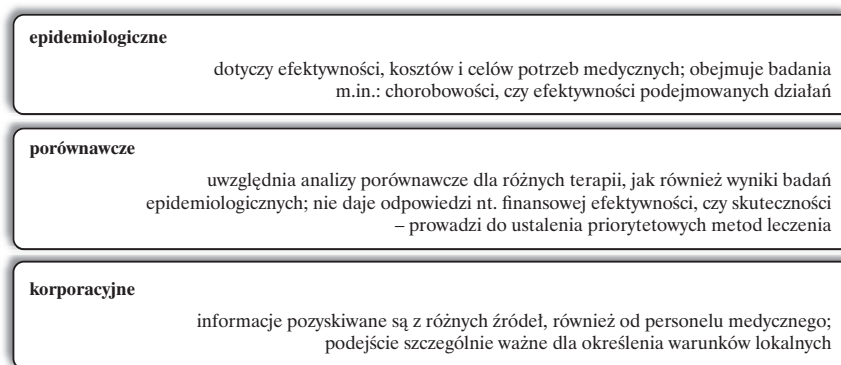 epidemiologiczne
dotyczy efektywności, kosztów i celów potrzeb medycznych; obejmuje badania
m.in.: chorobowości, czy efektywności podejmowanych działań
porównawcze
uwzględnia analizy porównawcze dla różnych terapii, jak również wyniki badań
epidemiologicznych; nie daje odpowiedzi nt. finansowej efektywności, czy skuteczności
– prowadzi do ustalenia priorytetowych metod leczenia
korporacyjne
informacje pozyskiwane są z różnych źródeł, również od personelu medycznego;
podejście szczególnie ważne dla określenia warunków lokalnych